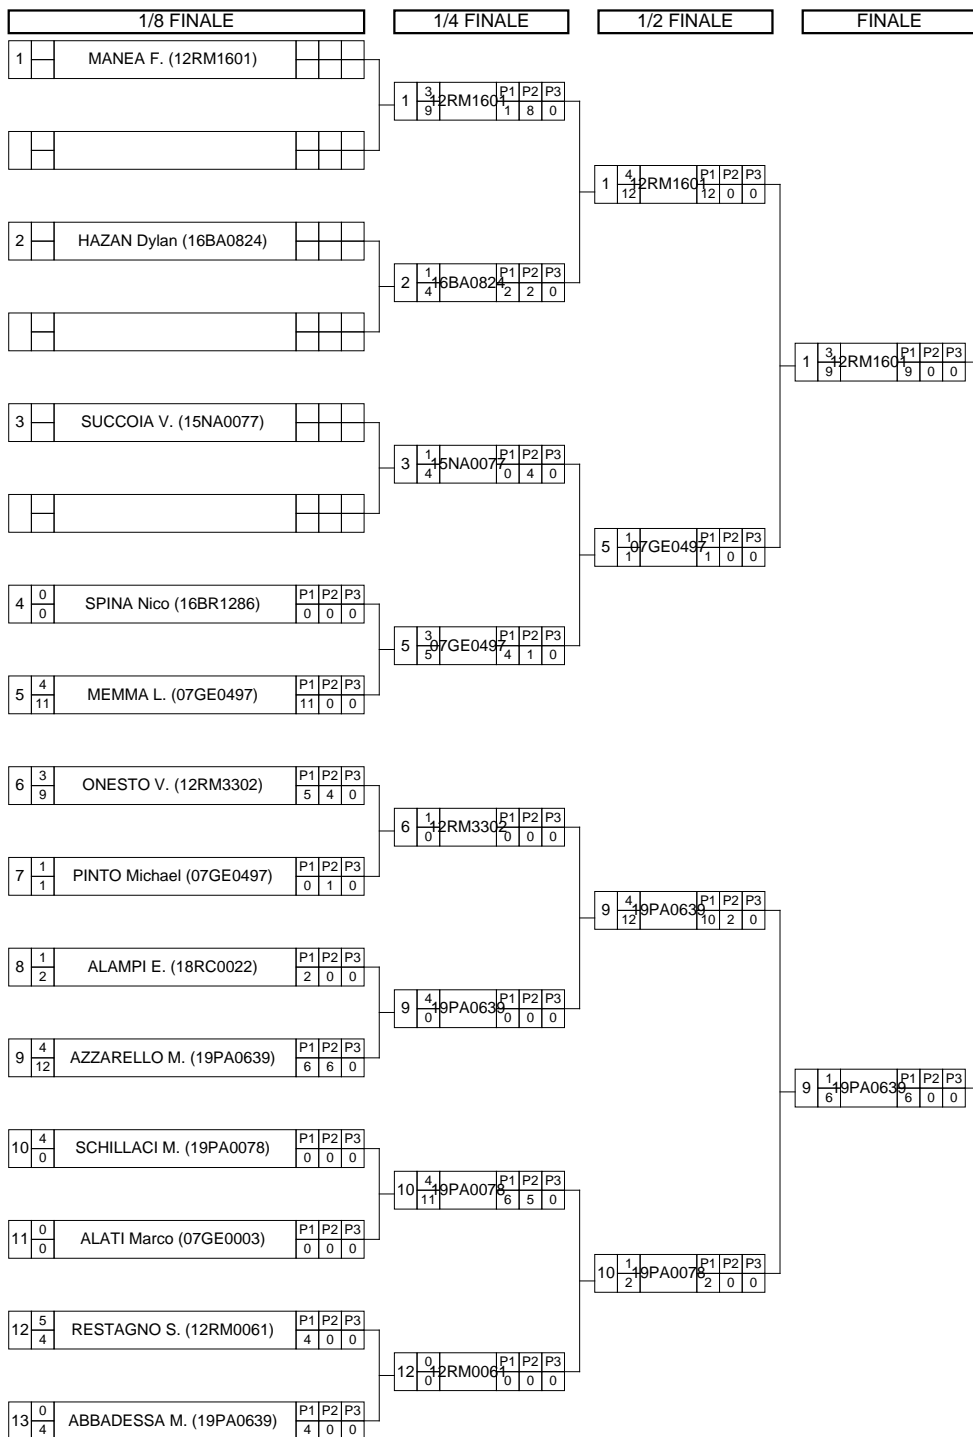 1/8 FINALE 1/4 FINALE 1/2 FINALE FINALE
1 MANEA F. (12RM1601)
1 3 9 12RM1601 P1 P2 P3 1 8 0
1 4 12 12RM1601 P1 P2 P3 12 0 0
2 HAZAN Dylan (16BA0824)
2 1 4 16BA0824 P1 P2 P3 2 2 0
1 3 9 12RM1601 P1 P2 P3 9 0 0
3 SUCCOIA V. (15NA0077)
3 1 4 15NA0077 P1 P2 P3 0 4 0
5 1 1 07GE0497 P1 P2 P3 1 0 0
4 0 0 SPINA Nico (16BR1286) P1 P2 P3 0 0 0
5 3 5 07GE0497 P1 P2 P3 4 1 0
5 4 11 MEMMA L. (07GE0497) P1 P2 P3 11 0 0
6 3 9 ONESTO V. (12RM3302) P1 P2 P3 5 4 0
6 1 0 12RM3302 P1 P2 P3 0 0 0
7 1 1 PINTO Michael (07GE0497) P1 P2 P3 0 1 0
9 4 12 19PA0639 P1 P2 P3 10 2 0
8 1 2 ALAMPI E. (18RC0022) P1 P2 P3 2 0 0
9 4 0 19PA0639 P1 P2 P3 0 0 0
9 4 12 AZZARELLO M. (19PA0639) P1 P2 P3 6 6 0
9 1 6 19PA0639 P1 P2 P3 6 0 0
10 4 0 SCHILLACI M. (19PA0078) P1 P2 P3 0 0 0
10 4 11 19PA0078 P1 P2 P3 6 5 0
11 0 0 ALATI Marco (07GE0003) P1 P2 P3 0 0 0
10 1 2 19PA0078 P1 P2 P3 2 0 0
12 5 4 RESTAGNO S. (12RM0061) P1 P2 P3 4 0 0
12 0 0 12RM0061 P1 P2 P3 0 0 0
13 0 4 ABBADESSA M. (19PA0639) P1 P2 P3 4 0 0